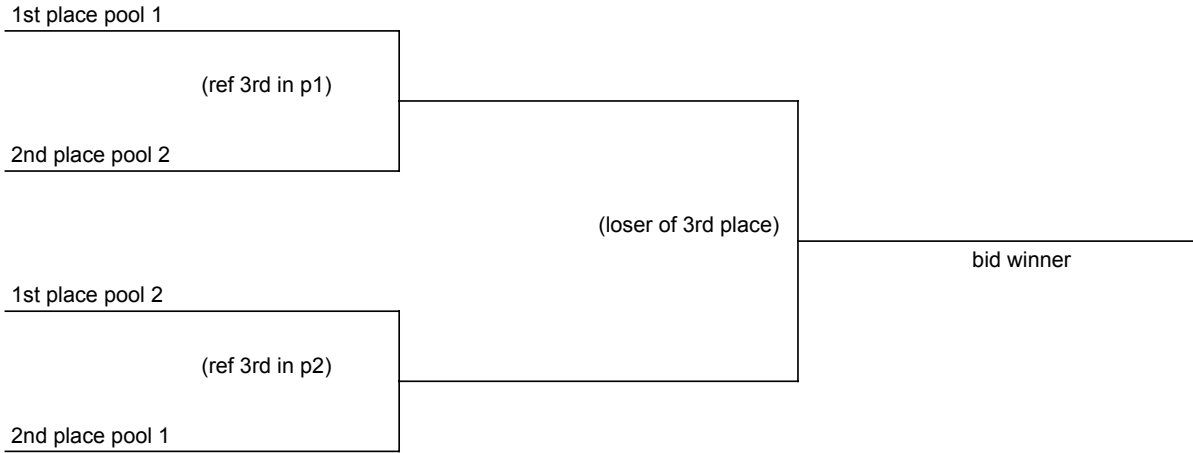 1st place pool 1
(ref 3rd in p1)
2nd place pool 2
(loser of 3rd place)
bid winner
1st place pool 2
(ref 3rd in p2)
2nd place pool 1